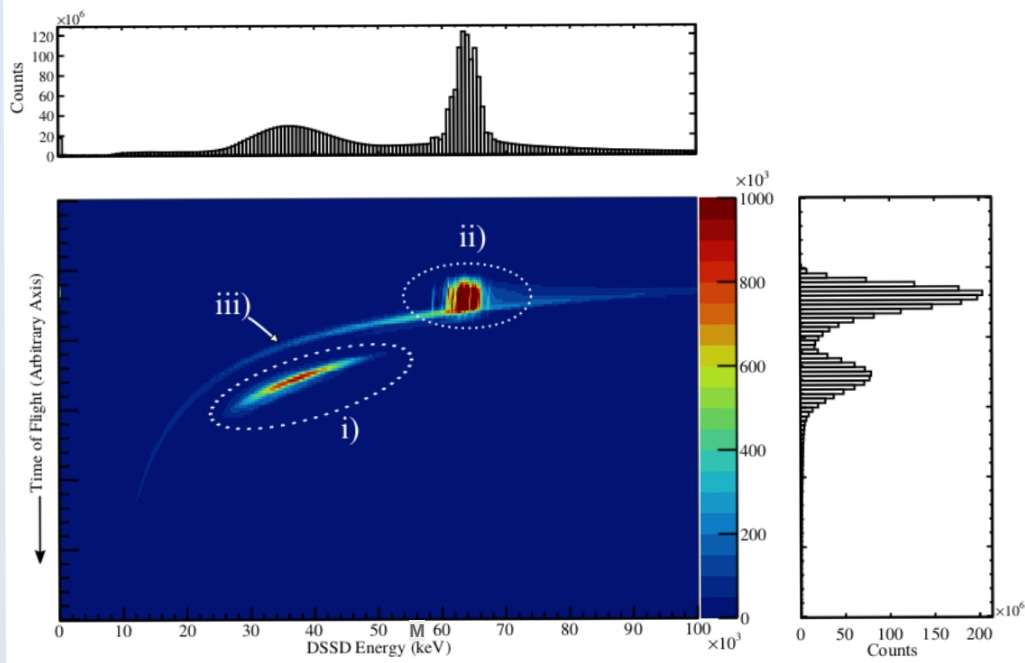 ×10⁶
120
100
80
60
40
20
0
Counts
×10³
1000
800
600
400
200
0
ii)
iii)
i)
Time of Flight (Arbitrary Axis)
0 10 20 30 40 50 M 60 70 80 90 ×10³
DSSD Energy (keV)
0 50 100 150 200 ×10⁶
Counts